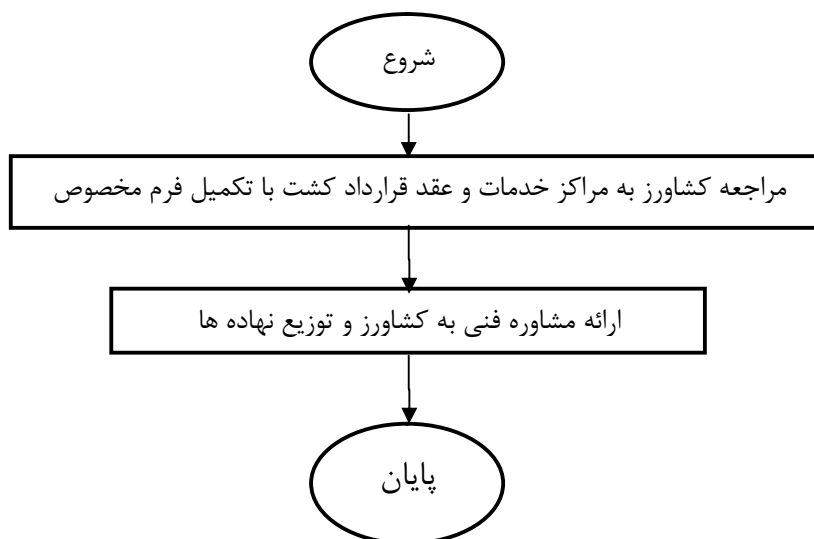 شروع
مراجعه کشاورز به مراکز خدمات و عقد قرارداد کشت با تکمیل فرم مخصوص
ارائه مشاوره فنی به کشاورز و توزیع نهاده ها
پایان